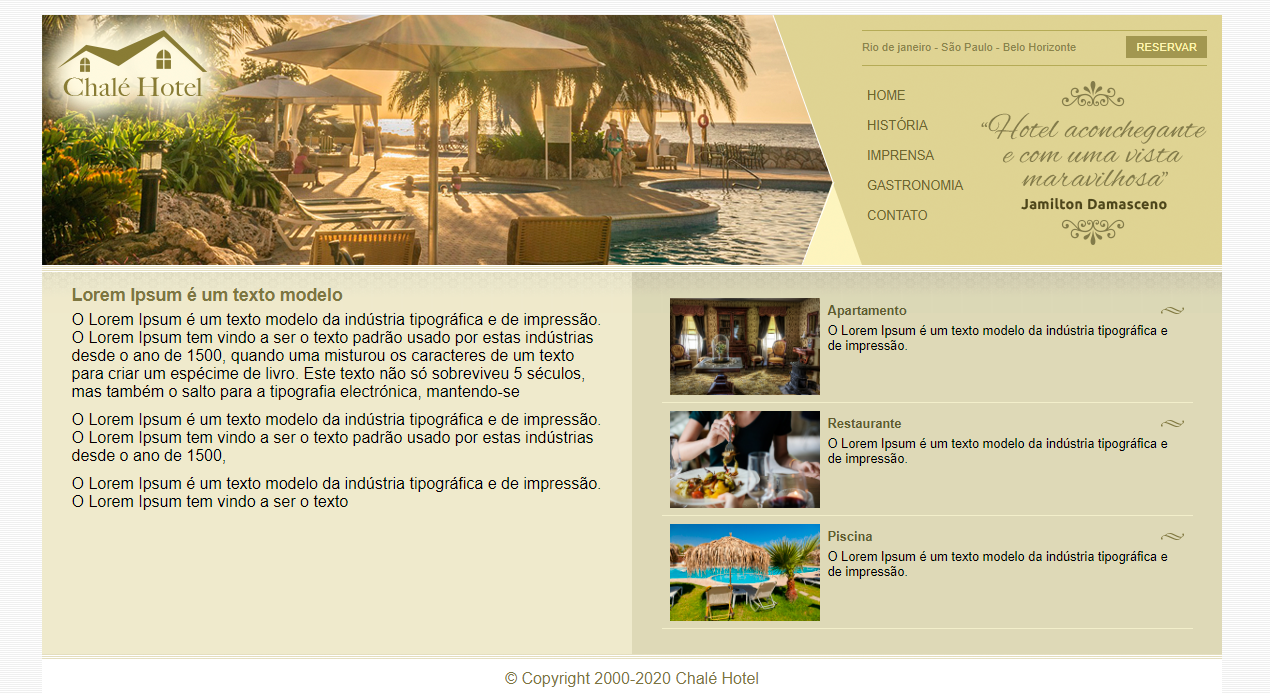 Chalé Hotel
Rio de janeiro - São Paulo - Belo Horizonte
RESERVAR
HOME
HISTÓRIA
IMPRENSA
GASTRONOMIA
CONTATO
“Hotel aconchegante
e com uma vista
maravilhosa”
Jamilton Damasceno
Lorem Ipsum é um texto modelo
O Lorem Ipsum é um texto modelo da indústria tipográfica e de impressão.
O Lorem Ipsum tem vindo a ser o texto padrão usado por estas indústrias
desde o ano de 1500, quando uma misturou os caracteres de um texto
para criar um espécime de livro. Este texto não só sobreviveu 5 séculos,
mas também o salto para a tipografia electrónica, mantendo-se
O Lorem Ipsum é um texto modelo da indústria tipográfica e de impressão.
O Lorem Ipsum tem vindo a ser o texto padrão usado por estas indústrias
desde o ano de 1500,
O Lorem Ipsum é um texto modelo da indústria tipográfica e de impressão.
O Lorem Ipsum tem vindo a ser o texto
Apartamento
O Lorem Ipsum é um texto modelo da indústria tipográfica e
de impressão.
Restaurante
O Lorem Ipsum é um texto modelo da indústria tipográfica e
de impressão.
Piscina
O Lorem Ipsum é um texto modelo da indústria tipográfica e
de impressão.
© Copyright 2000-2020 Chalé Hotel